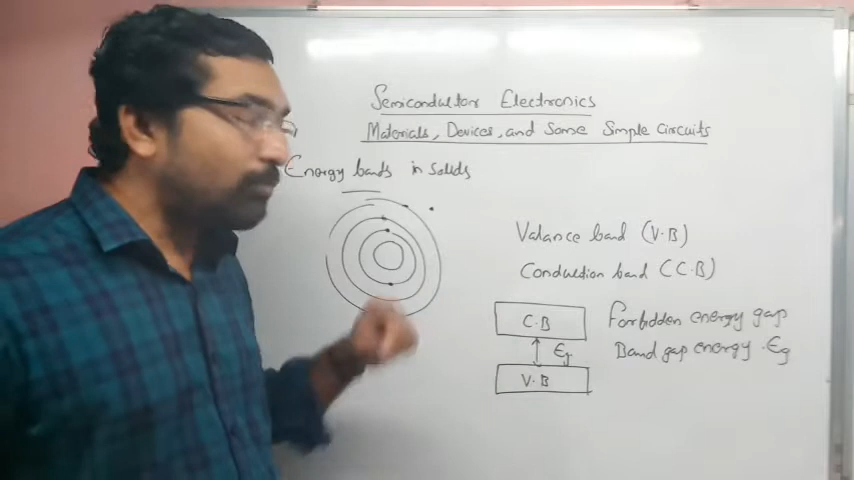 Semiconductor Electronics
Materials, Devices, and Some Simple Circuits
Energy bands in Solids
Valance band (V.B)
Conduction band (C.B)
C.B
Forbidden energy gap
Eg
Band gap energy . Eg
V.B